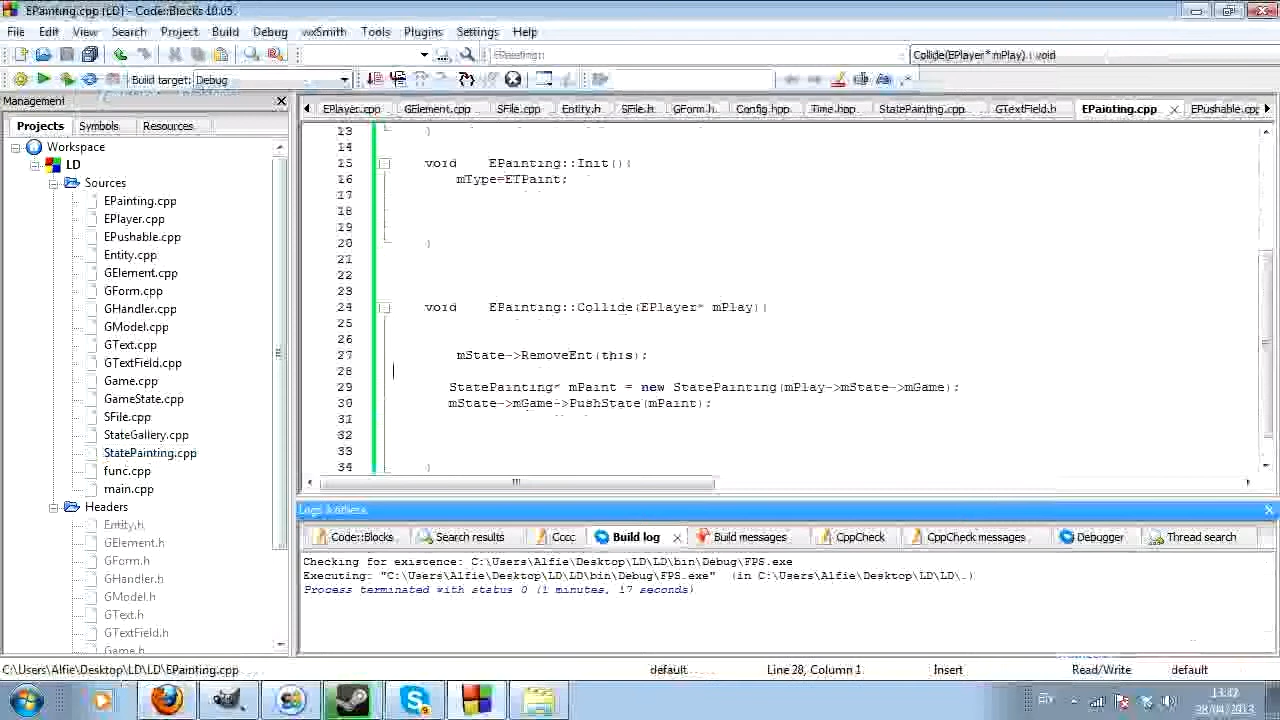 EPainting.cpp [LD] - Code::Blocks 10.05
File Edit View Search Project Build Debug wxSmith Tools Plugins Settings Help
EPainting:: Collide(EPlayer* mPlay) : void
Build target: Debug
Management
EPlayer.cpp GElement.cpp SFile.cpp Entity.h SFile.h GForm.h Config.hpp Time.hpp StatePainting.cpp GTextField.h EPainting.cpp EPushable.cpp
Projects Symbols Resources
Workspace
LD
Sources
EPainting.cpp
EPlayer.cpp
EPushable.cpp
Entity.cpp
GElement.cpp
GForm.cpp
GHandler.cpp
GModel.cpp
GText.cpp
GTextField.cpp
Game.cpp
GameState.cpp
SFile.cpp
StateGallery.cpp
StatePainting.cpp
func.cpp
main.cpp
Headers
Entity.h
GElement.h
GForm.h
GHandler.h
GModel.h
GText.h
GTextField.h
Game.h
13 }
14
15 void EPainting::Init(){
16 mType=ETPaint;
17
18
19
20 }
21
22
23
24 void EPainting::Collide(EPlayer* mPlay){
25
26
27 mState->RemoveEnt(this);
28
29 StatePainting* mPaint = new StatePainting(mPlay->mState->mGame);
30 mState->mGame->PushState(mPaint);
31
32
33
34 }
Logs & others
Code::Blocks Search results Cccc Build log Build messages CppCheck CppCheck messages Debugger Thread search
Checking for existence: C:\Users\Alfie\Desktop\LD\LD\bin\Debug\FPS.exe
Executing: "C:\Users\Alfie\Desktop\LD\LD\bin\Debug\FPS.exe" (in C:\Users\Alfie\Desktop\LD\LD\.)
Process terminated with status 0 (1 minutes, 17 seconds)
C:\Users\Alfie\Desktop\LD\LD\EPainting.cpp default Line 28, Column 1 Insert Read/Write default
EN
28/04/2013